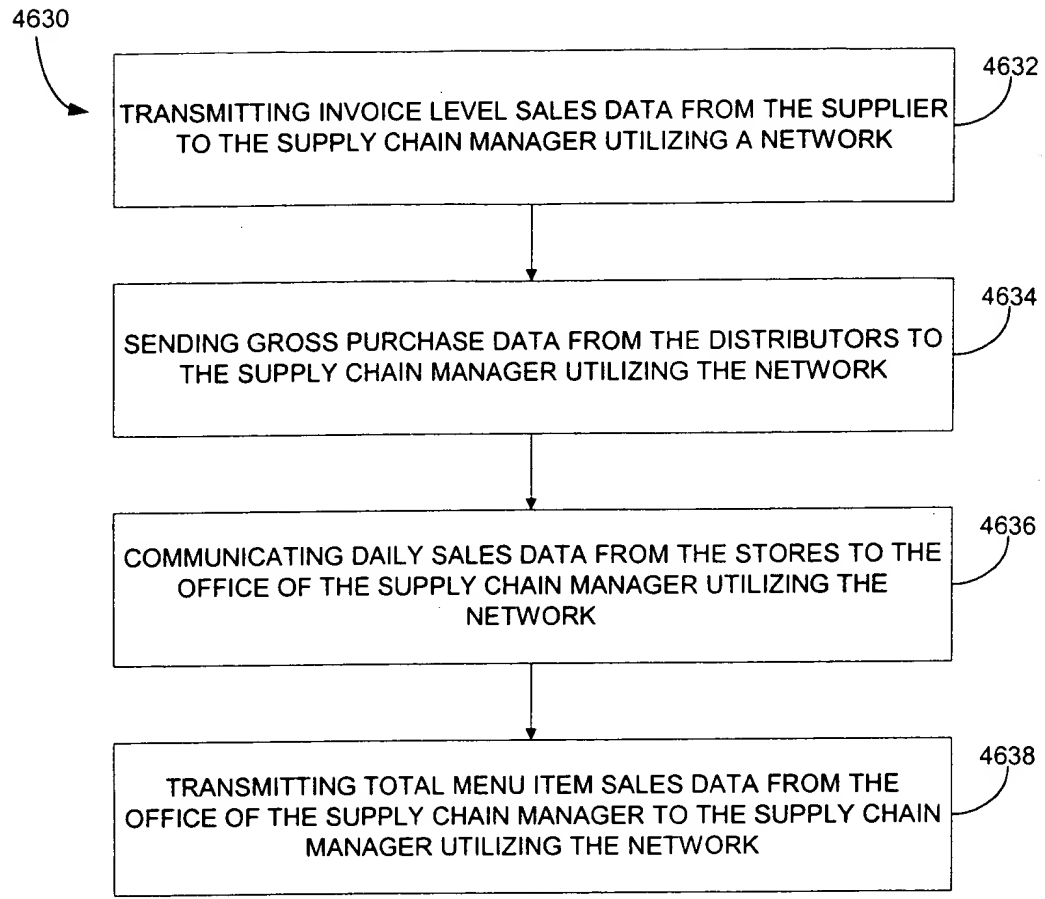 4630
4632
TRANSMITTING INVOICE LEVEL SALES DATA FROM THE SUPPLIER
TO THE SUPPLY CHAIN MANAGER UTILIZING A NETWORK
4634
SENDING GROSS PURCHASE DATA FROM THE DISTRIBUTORS TO
THE SUPPLY CHAIN MANAGER UTILIZING THE NETWORK
4636
COMMUNICATING DAILY SALES DATA FROM THE STORES TO THE
OFFICE OF THE SUPPLY CHAIN MANAGER UTILIZING THE
NETWORK
4638
TRANSMITTING TOTAL MENU ITEM SALES DATA FROM THE
OFFICE OF THE SUPPLY CHAIN MANAGER TO THE SUPPLY CHAIN
MANAGER UTILIZING THE NETWORK